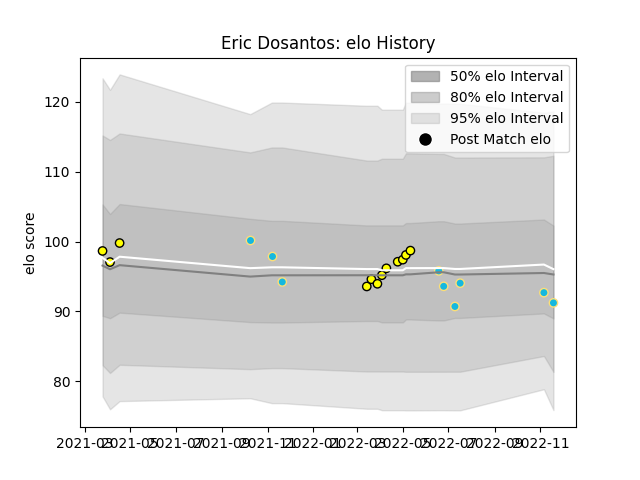 Eric Dosantos: elo History
50% elo Interval
80% elo Interval
95% elo Interval
Post Match elo
elo score
120
110
100
90
80
2021-03 2021-05 2021-07 2021-09 2021-11 2022-01 2022-03 2022-05 2022-07 2022-09 2022-11